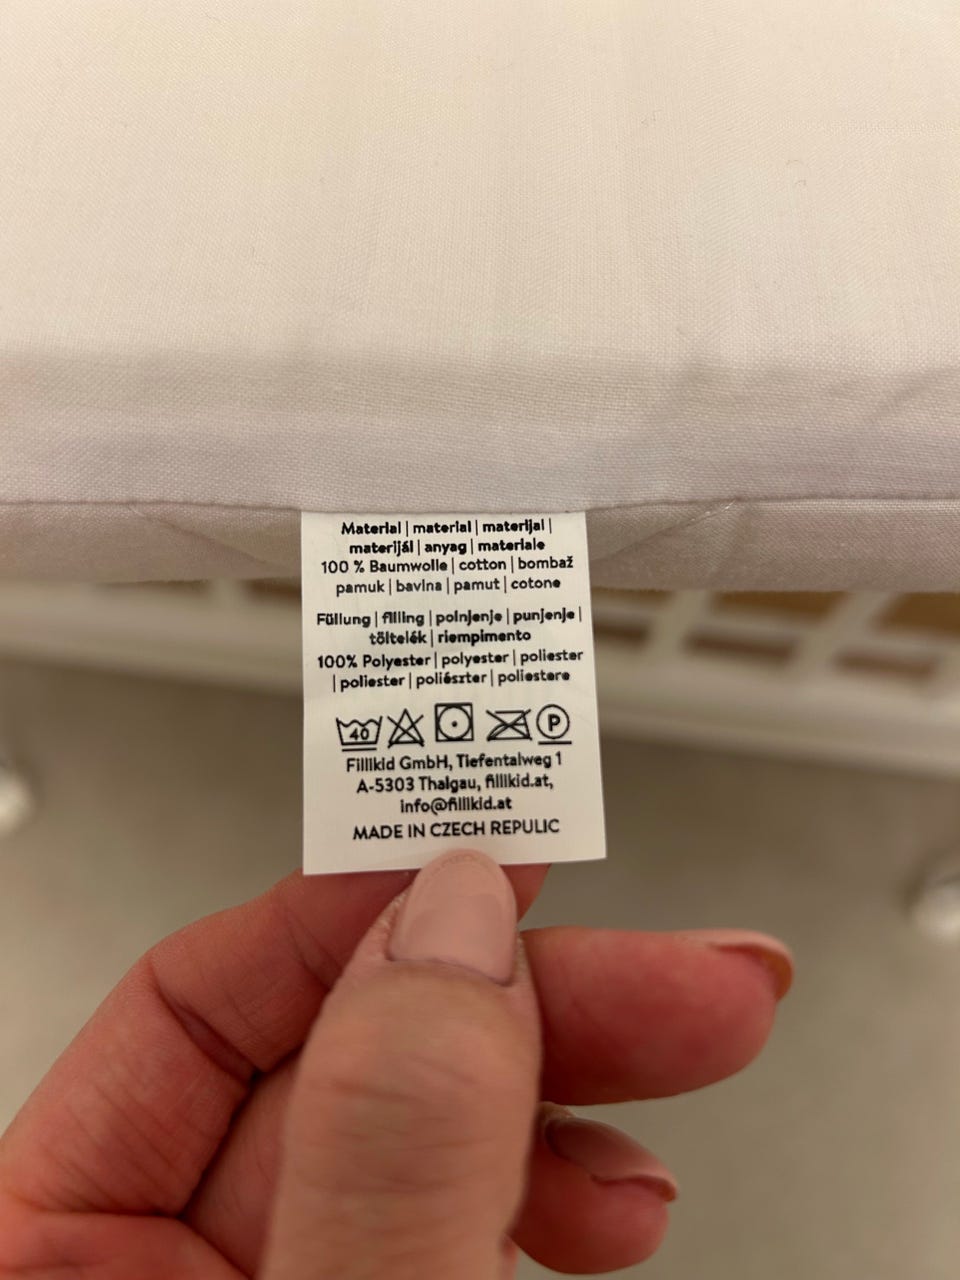 Material | material | materijal |
materijál | anyag | materiale
100 % Baumwolle | cotton | bombaž
pamuk | bavlna | pamut | cotone
Füllung | filling | polnjenje | punjenje |
töltelék | riempimento
100% Polyester | polyester | poliester
| poliester | poliészter | poliestere
40 P
Fillikid GmbH, Tiefentalweg 1
A-5303 Thalgau, fillikid.at,
info@fillikid.at
MADE IN CZECH REPULIC